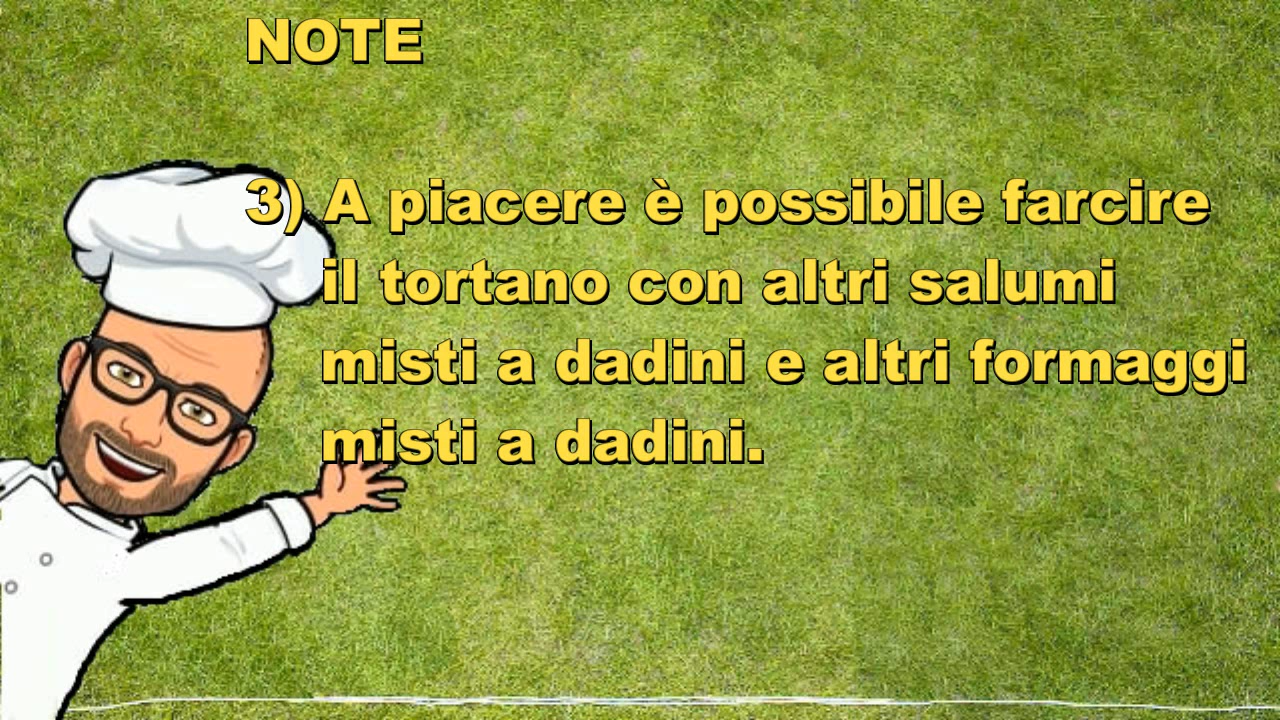 NOTE
3) A piacere è possibile farcire
il tortano con altri salumi
misti a dadini e altri formaggi
misti a dadini.